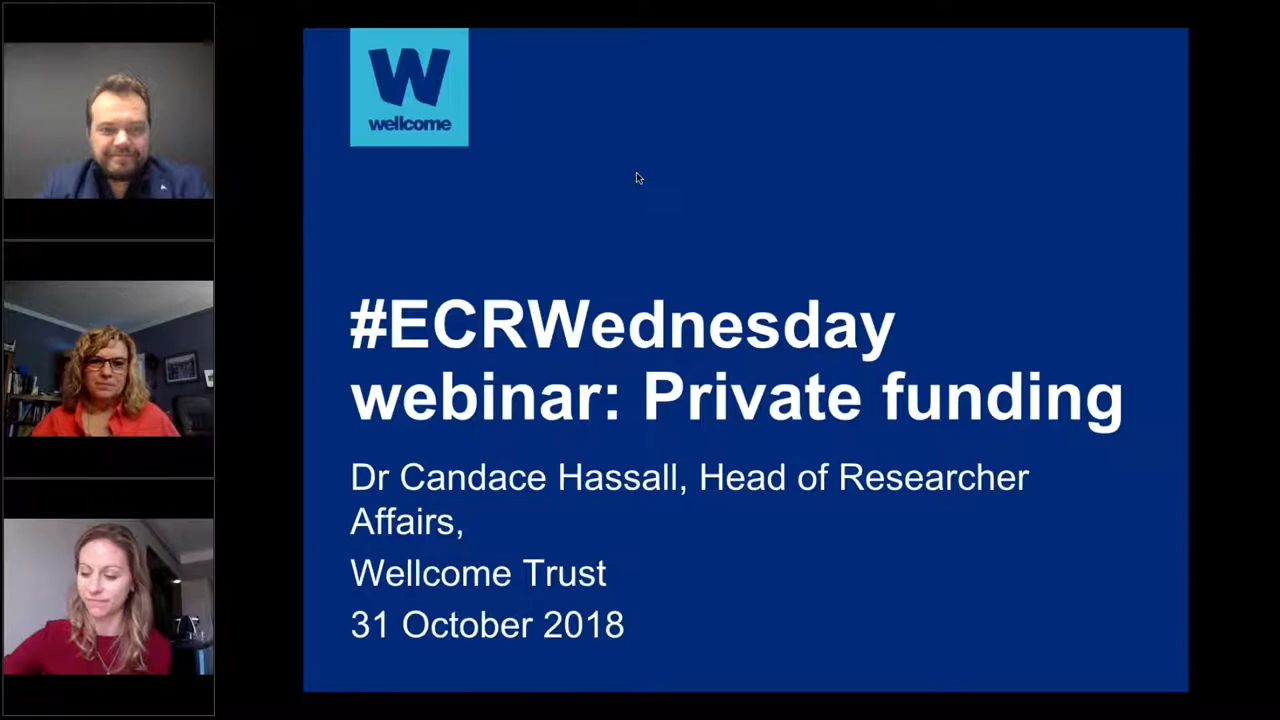 W
wellcome
#ECRWednesday
webinar: Private funding
Dr Candace Hassall, Head of Researcher
Affairs,
Wellcome Trust
31 October 2018